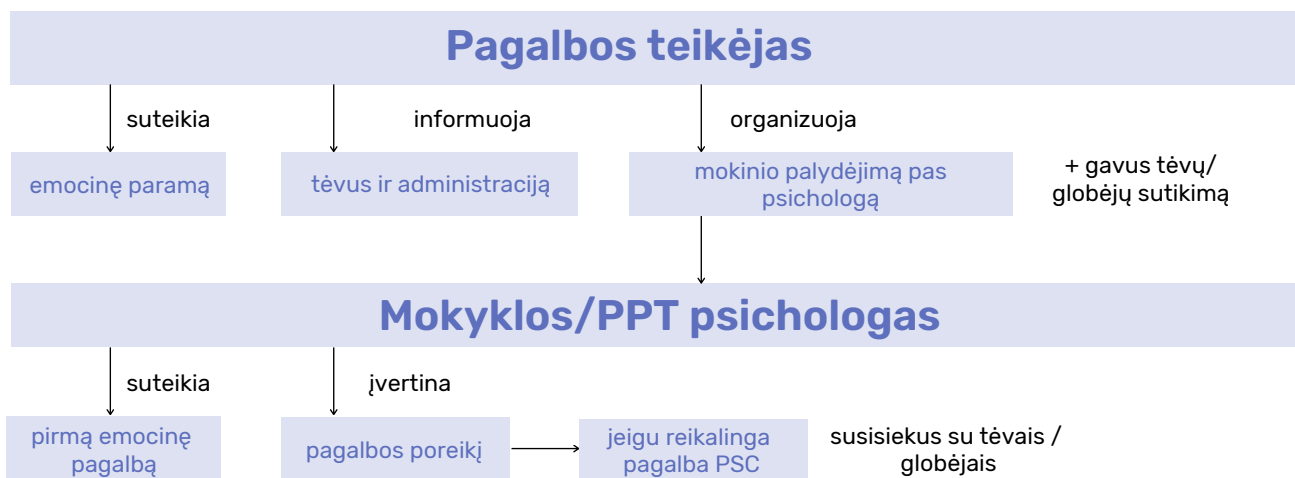 Pagalbos teikėjas
suteikia
informuoja
organizuoja
emocinę paramą
tėvus ir administraciją
mokinio palydėjimą pas
psichologą
+ gavus tėvų/
globėjų sutikimą
Mokyklos/PPT psichologas
suteikia
įvertina
pirmą emocinę
pagalbą
pagalbos poreikį
jeigu reikalinga
pagalba PSC
susisiekus su tėvais /
globėjais